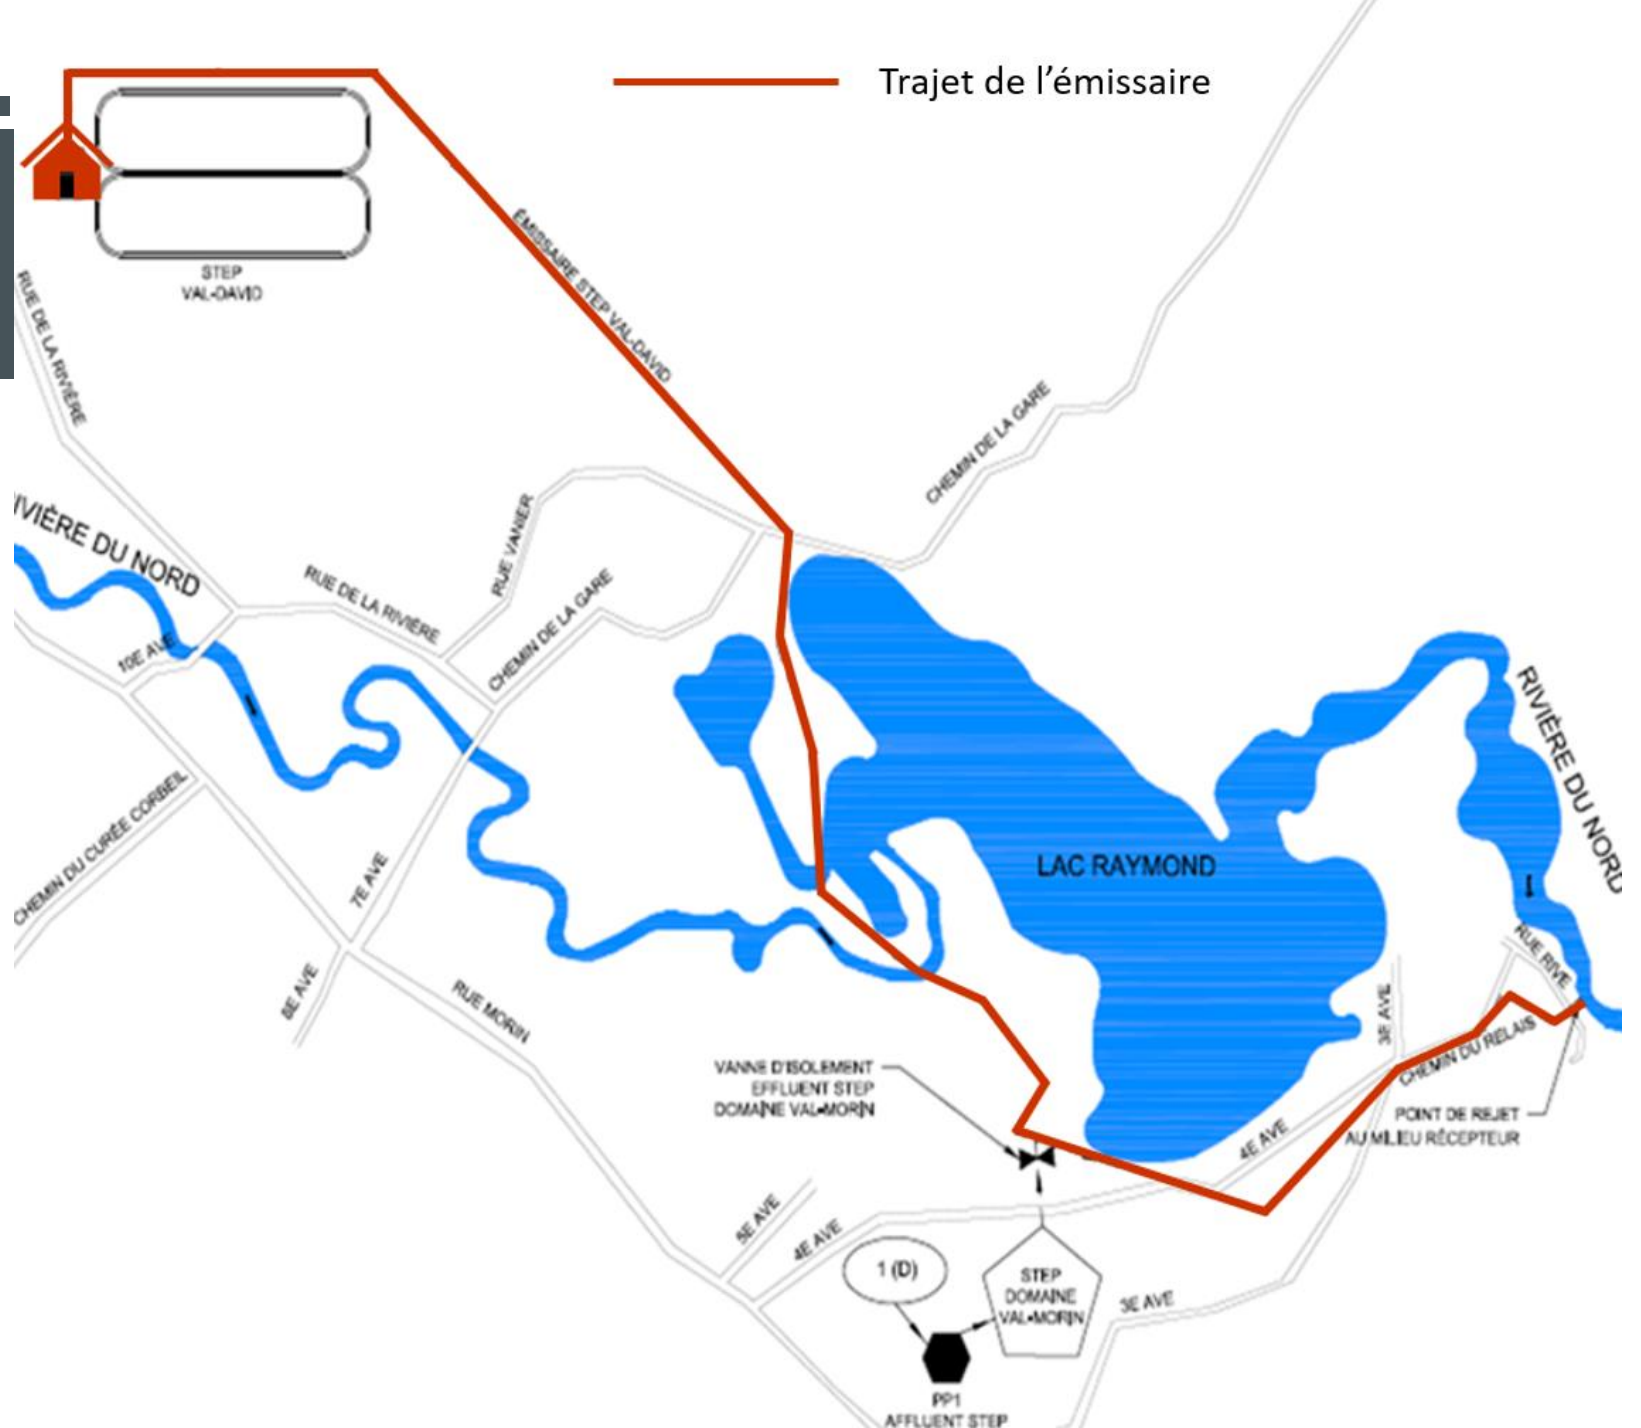 Trajet de l'émissaire
ÉMISSAIRE STEP VAL-DAVID
STEP
VAL-DAVID
RUE DE LA RIVIÈRE
CHEMIN DE LA GARE
RIVIÈRE DU NORD
RUE VANIER
RUE DE LA RIVIÈRE
CHEMIN DE LA GARE
10E AVE
RIVIÈRE DU NORD
CHEMIN DU CURÉE CORBEIL
7E AVE
LAC RAYMOND
RUE RIVE
8E AVE
RUE MORIN
3E AVE
CHEMIN DU RELAIS
VANNE D'ISOLEMENT
EFFLUENT STEP
DOMAINE VAL-MORIN
POINT DE REJET
AU MILIEU RÉCEPTEUR
4E AVE
5E AVE
4E AVE
1 (D)
STEP
DOMAINE
VAL-MORIN
3E AVE
PP1
AFFLUENT STEP